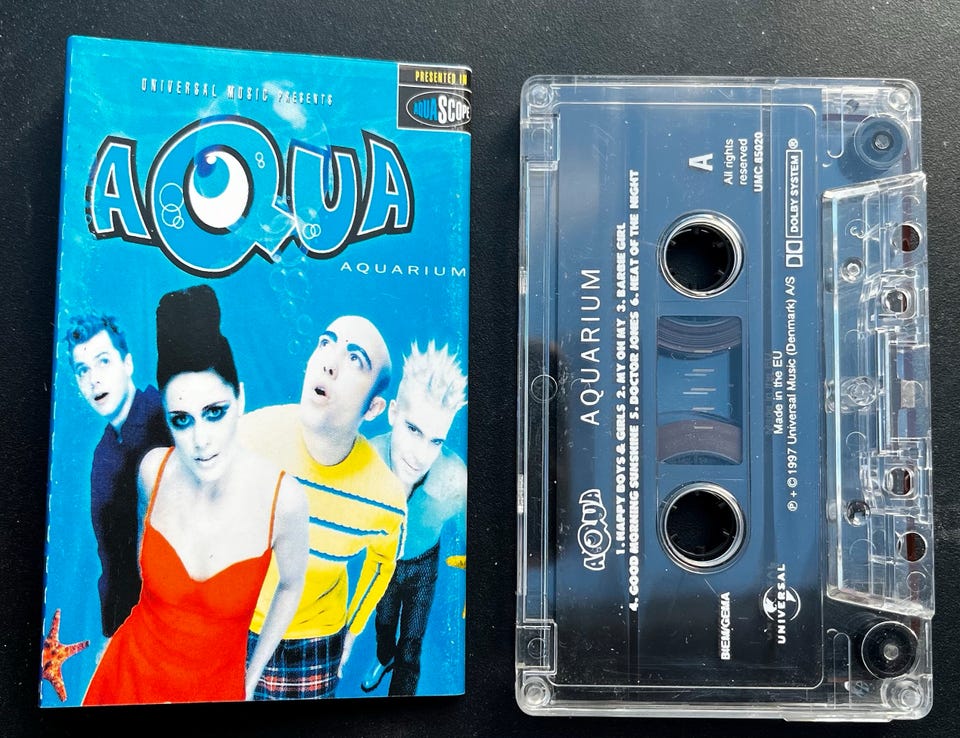 UNIVERSAL MUSIC PRESENTS
PRESENTED IN
AQUASCOPE
AQUA
AQUARIUM
A
All rights
reserved
UMC 85020
DOLBY SYSTEM®
AQUA
AQUARIUM
1. HAPPY BOYS & GIRLS 2. MY OH MY 3. BARBIE GIRL
4. GOOD MORNING SUNSHINE 5. DOCTOR JONES 6. HEAT OF THE NIGHT
Made in the EU
℗ + © 1997 Universal Music (Denmark) A/S
BIEM/GEMA
UNIVERSAL